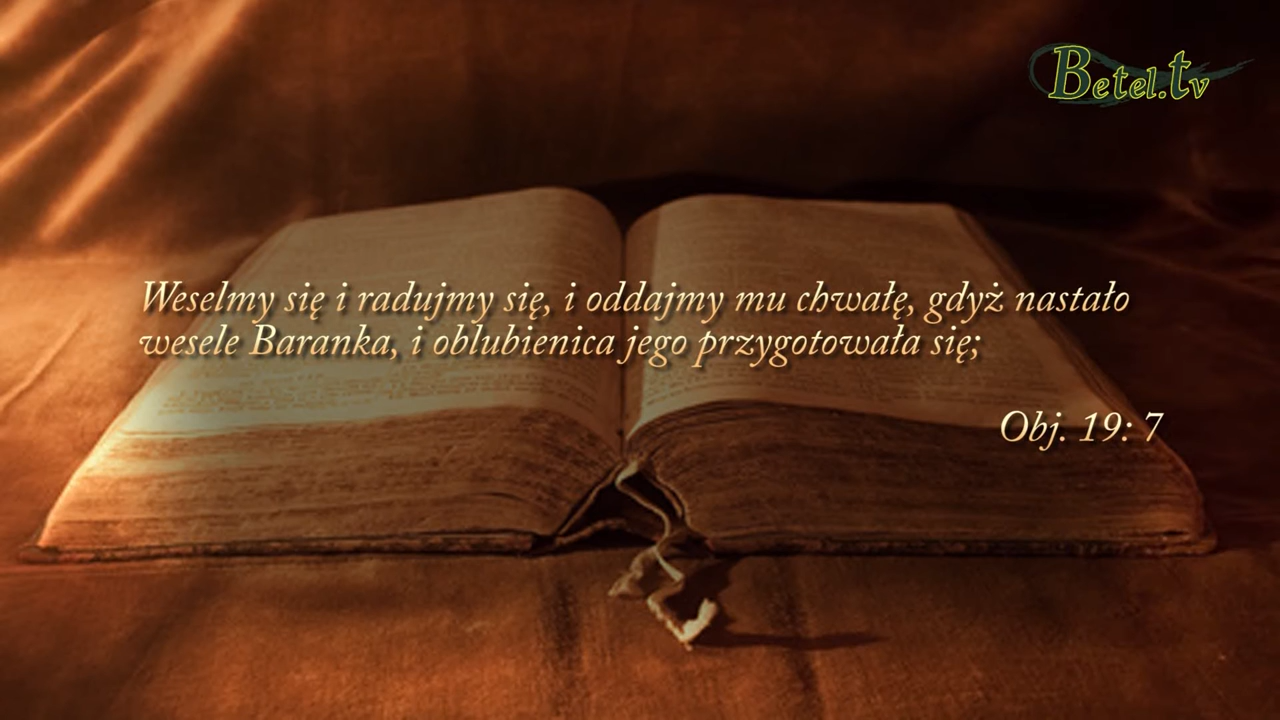 Betel.tv
Weselmy się i radujmy się, i oddajmy mu chwałę, gdyż nastało
wesele Baranka, i oblubienica jego przygotowała się;
Obj. 19: 7